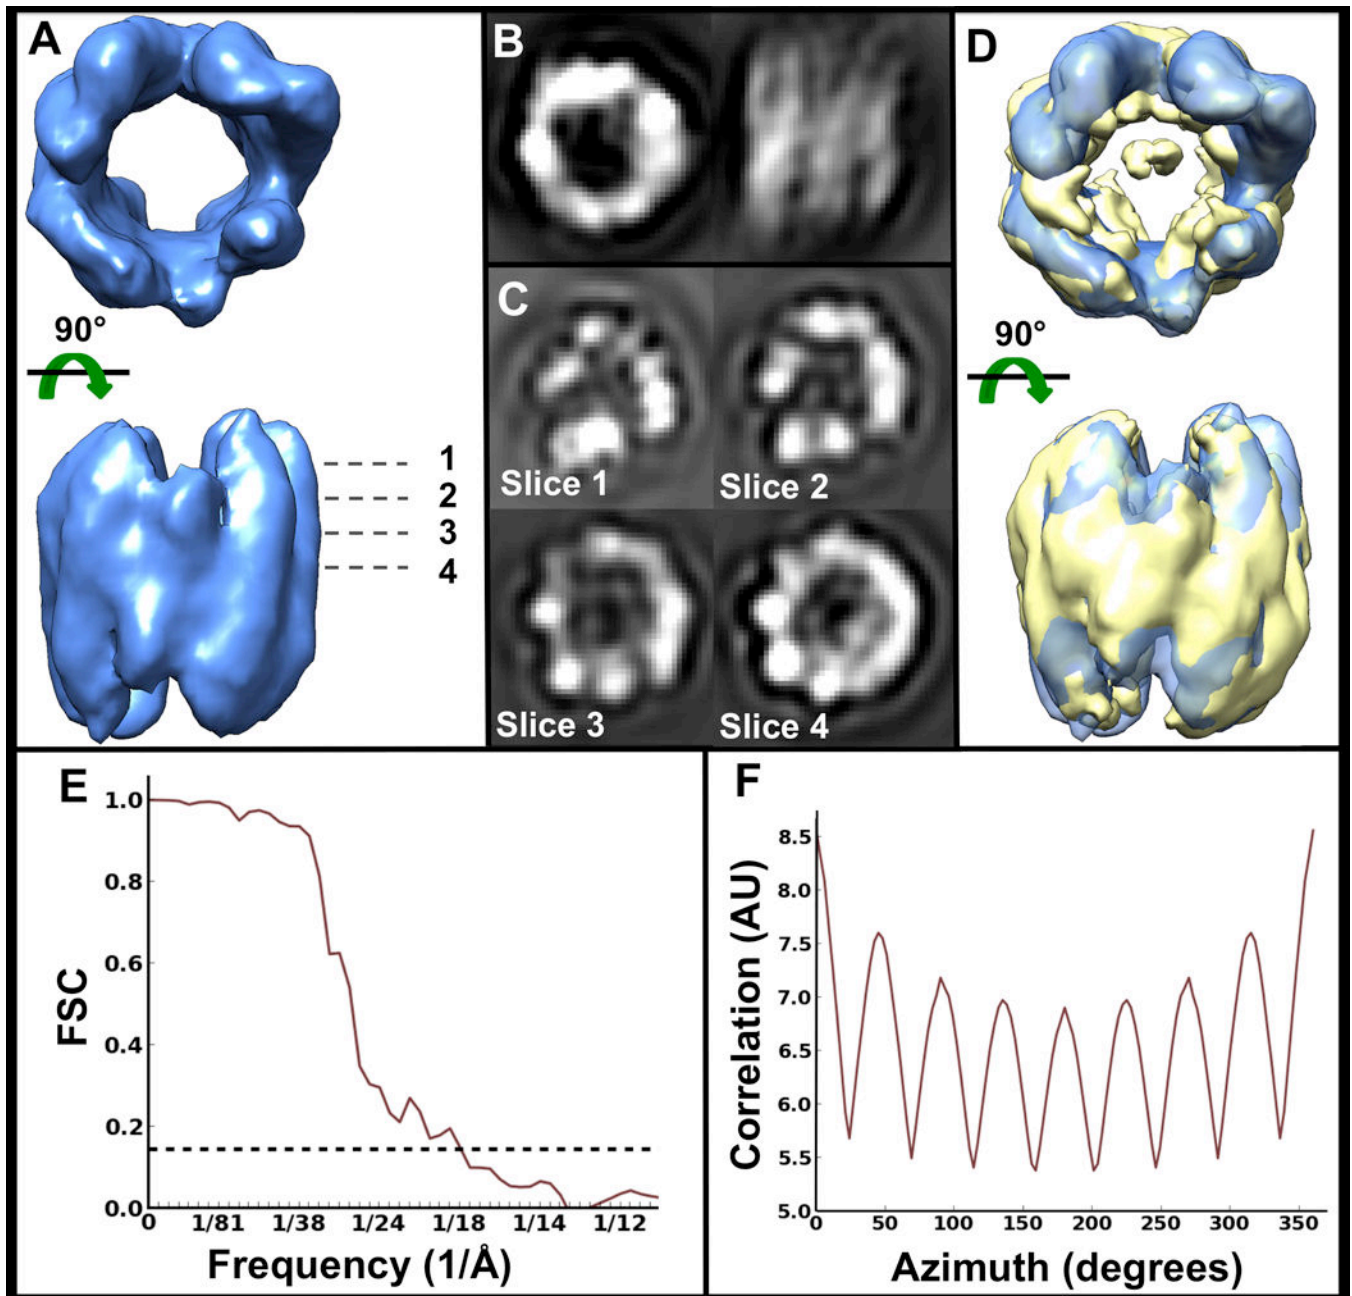 A
90°
1
2
3
4
B
C
Slice 1
Slice 2
Slice 3
Slice 4
D
90°
E
1.0
0.8
0.6
0.4
0.2
0.0
FSC
0 1/81 1/38 1/24 1/18 1/14 1/12
Frequency (1/Å)
F
8.5
8.0
7.5
7.0
6.5
6.0
5.5
5.0
Correlation (AU)
0 50 100 150 200 250 300 350
Azimuth (degrees)